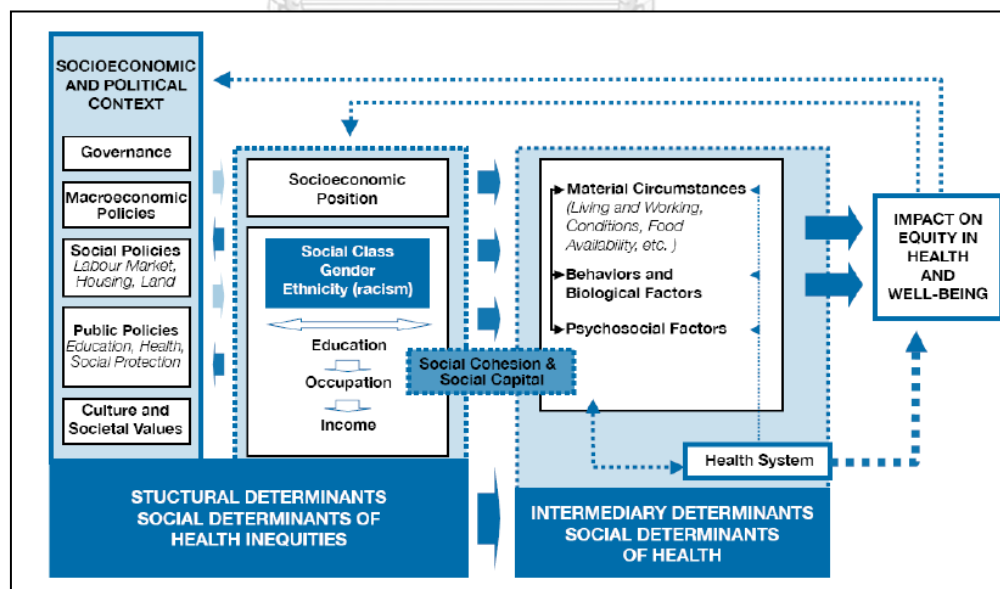 SOCIOECONOMIC
AND POLITICAL
CONTEXT
Governance
Macroeconomic
Policies
Social Policies
Labour Market,
Housing, Land
Public Policies
Education, Health,
Social Protection
Culture and
Societal Values
Socioeconomic
Position
Social Class
Gender
Ethnicity (racism)
Education
Occupation
Income
Social Cohesion &
Social Capital
Material Circumstances
(Living and Working,
Conditions, Food
Availability, etc. )
Behaviors and
Biological Factors
Psychosocial Factors
Health System
IMPACT ON
EQUITY IN
HEALTH
AND
WELL-BEING
STUCTURAL DETERMINANTS
SOCIAL DETERMINANTS OF
HEALTH INEQUITIES
INTERMEDIARY DETERMINANTS
SOCIAL DETERMINANTS
OF HEALTH